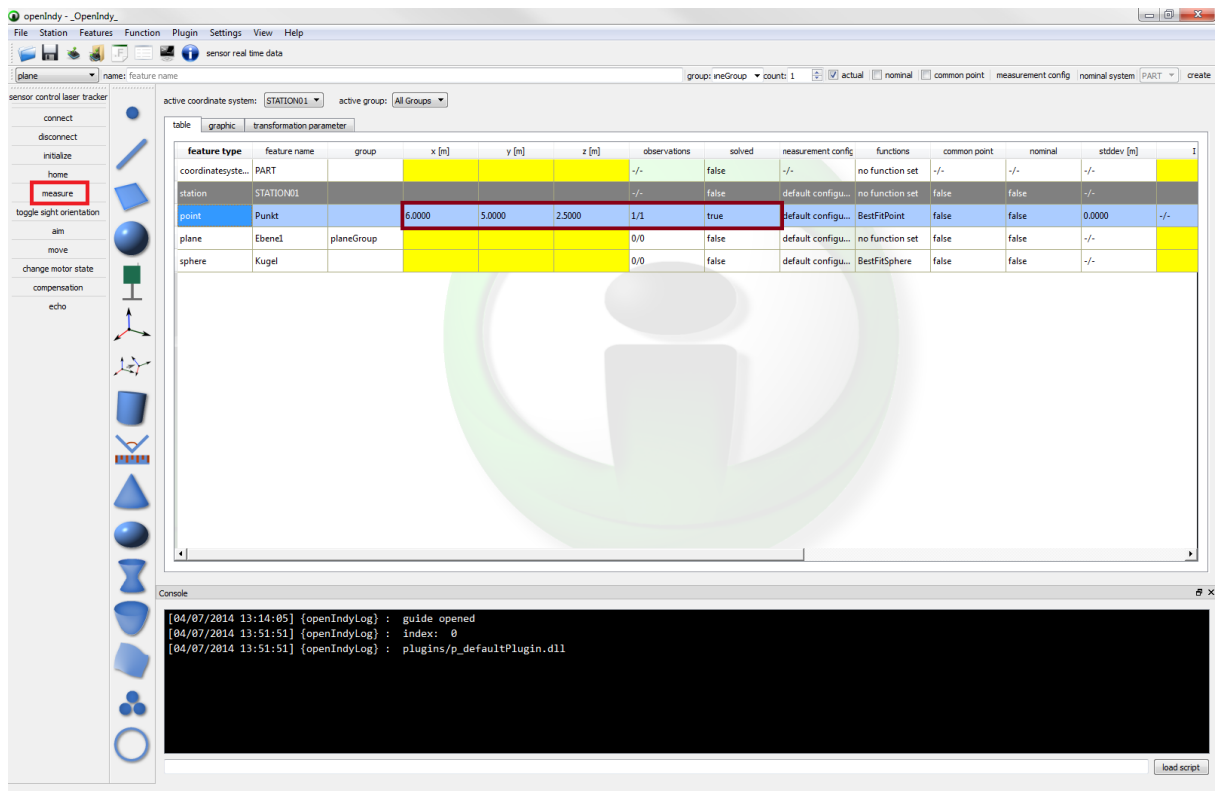 openIndy - _OpenIndy_
File Station Features Function Plugin Settings View Help
sensor real time data
plane name: feature name group: ineGroup count: 1 actual nominal common point measurement config nominal system PART create
sensor control laser tracker
connect
disconnect
initialize
home
measure
toggle sight orientation
aim
move
change motor state
compensation
echo
active coordinate system: STATION01 active group: All Groups
table graphic transformation parameter
feature type feature name group x [m] y [m] z [m] observations solved neasurement config functions common point nominal stddev [m] I
coordinatesyste... PART -/- false -/- no function set -/- -/- -/-
station STATION01 -/- false default configu... no function set false false -/-
point Punkt 6.0000 5.0000 2.5000 1/1 true default configu... BestFitPoint false false 0.0000 -/-
plane Ebene1 planeGroup 0/0 false default configu... no function set false false -/-
sphere Kugel 0/0 false default configu... BestFitSphere false false -/-
Console
[04/07/2014 13:14:05] {openIndyLog} : guide opened
[04/07/2014 13:51:51] {openIndyLog} : index: 0
[04/07/2014 13:51:51] {openIndyLog} : plugins/p_defaultPlugin.dll
load script